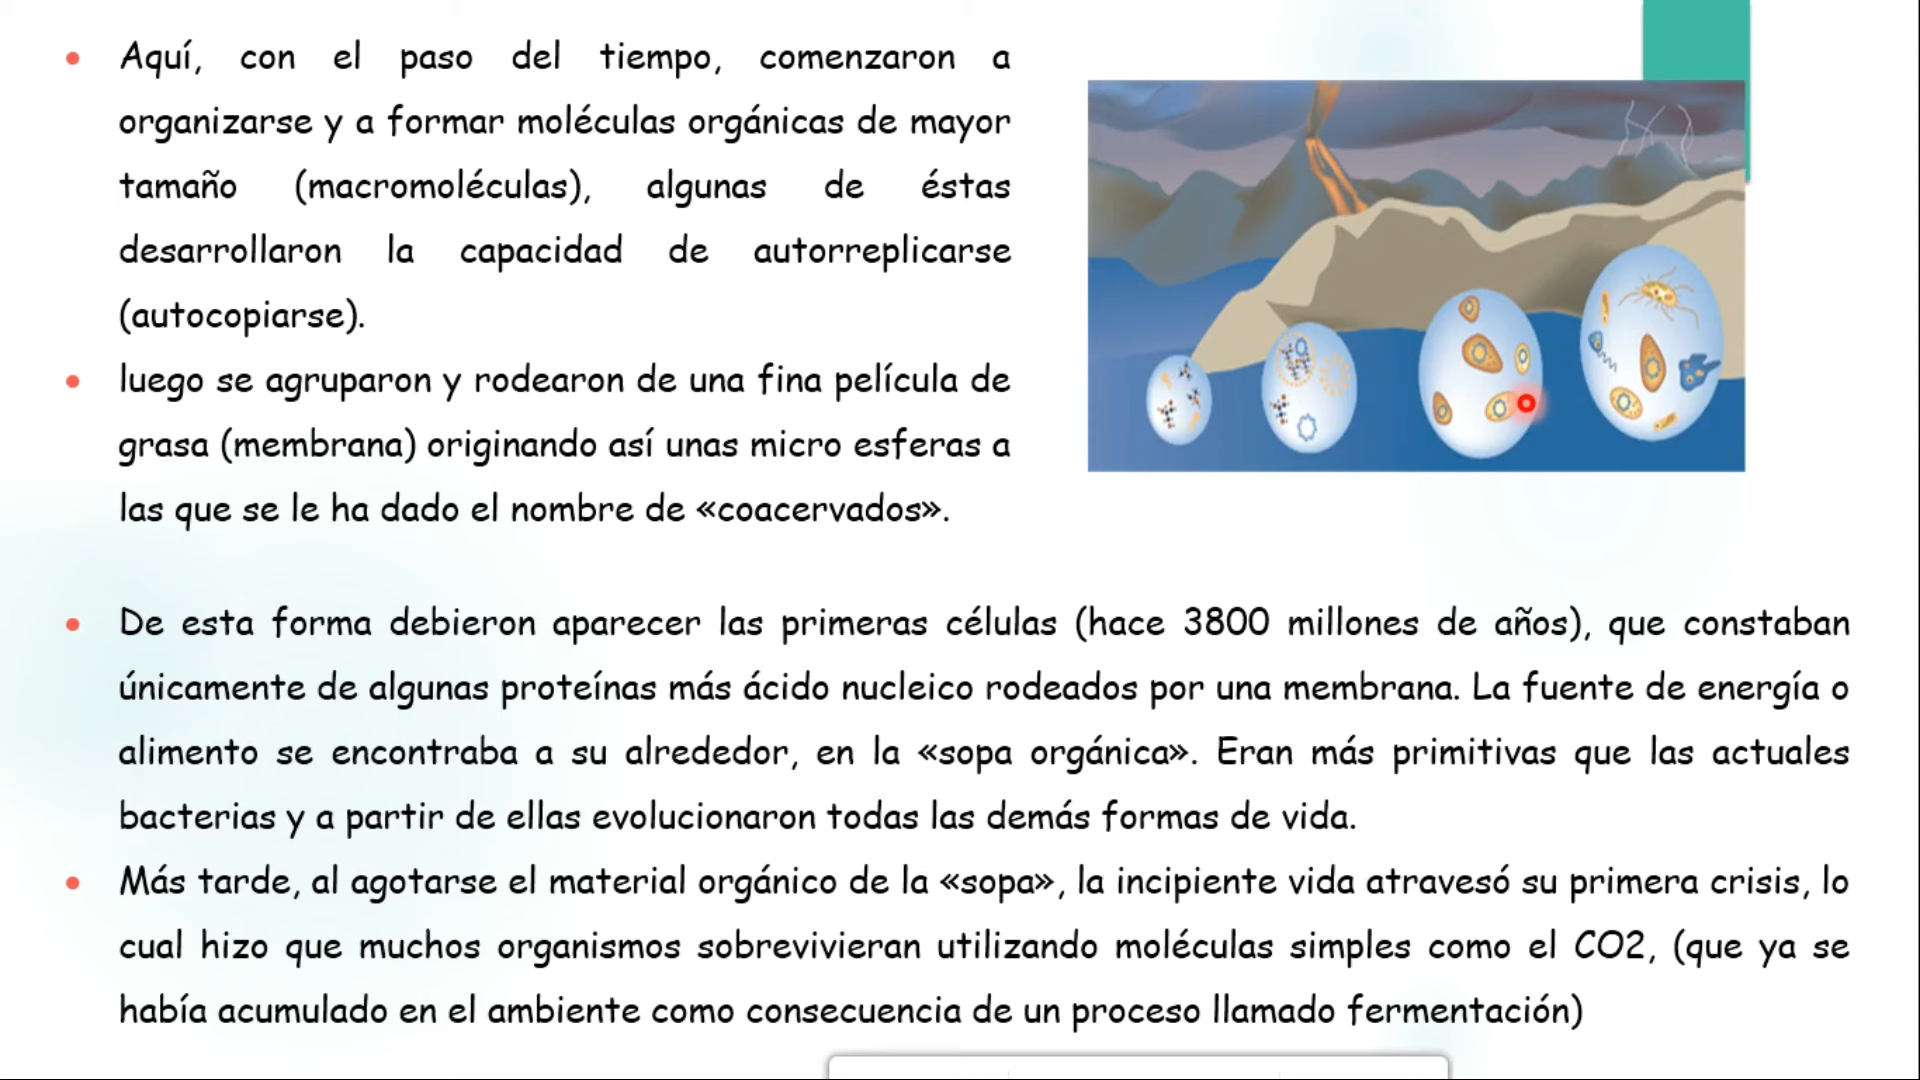 Aquí, con el paso del tiempo, comenzaron a
organizarse y a formar moléculas orgánicas de mayor
tamaño (macromoléculas), algunas de éstas
desarrollaron la capacidad de autorreplicarse
(autocopiarse).
luego se agruparon y rodearon de una fina película de
grasa (membrana) originando así unas micro esferas a
las que se le ha dado el nombre de «coacervados».
De esta forma debieron aparecer las primeras células (hace 3800 millones de años), que constaban
únicamente de algunas proteínas más ácido nucleico rodeados por una membrana. La fuente de energía o
alimento se encontraba a su alrededor, en la «sopa orgánica». Eran más primitivas que las actuales
bacterias y a partir de ellas evolucionaron todas las demás formas de vida.
Más tarde, al agotarse el material orgánico de la «sopa», la incipiente vida atravesó su primera crisis, lo
cual hizo que muchos organismos sobrevivieran utilizando moléculas simples como el CO2, (que ya se
había acumulado en el ambiente como consecuencia de un proceso llamado fermentación)